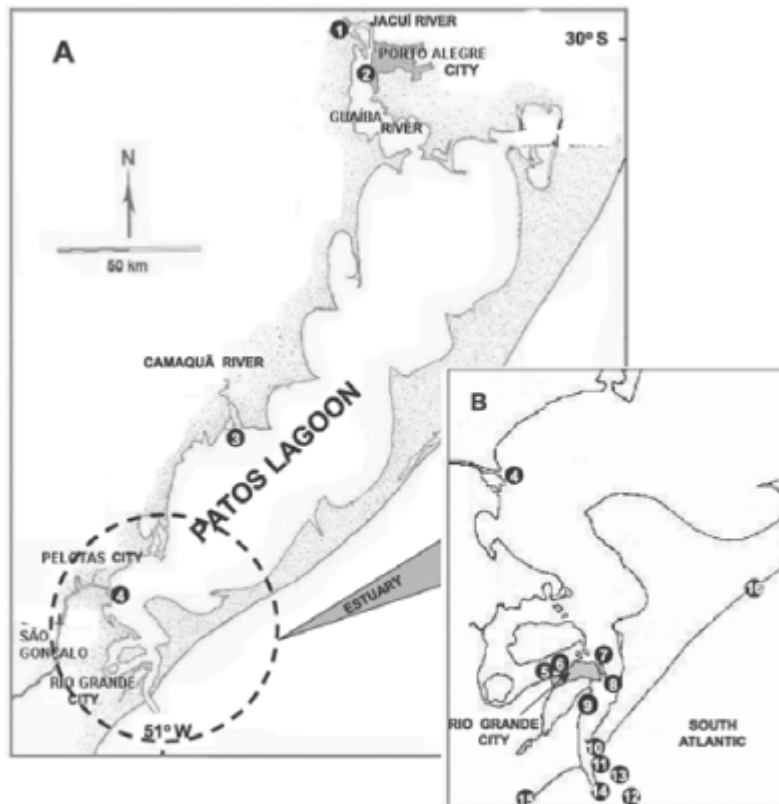 A
1
JACUÍ RIVER
30º S
PORTO ALEGRE
CITY
2
GUAÍBA
RIVER
N
50 km
CAMAQUÃ RIVER
3
PATOS LAGOON
PELOTAS CITY
4
ESTUARY
SÃO
GONÇALO
RIO GRANDE
CITY
51º W
B
4
5
6
7
8
9
RIO GRANDE
CITY
SOUTH
ATLANTIC
10
11
13
14
12